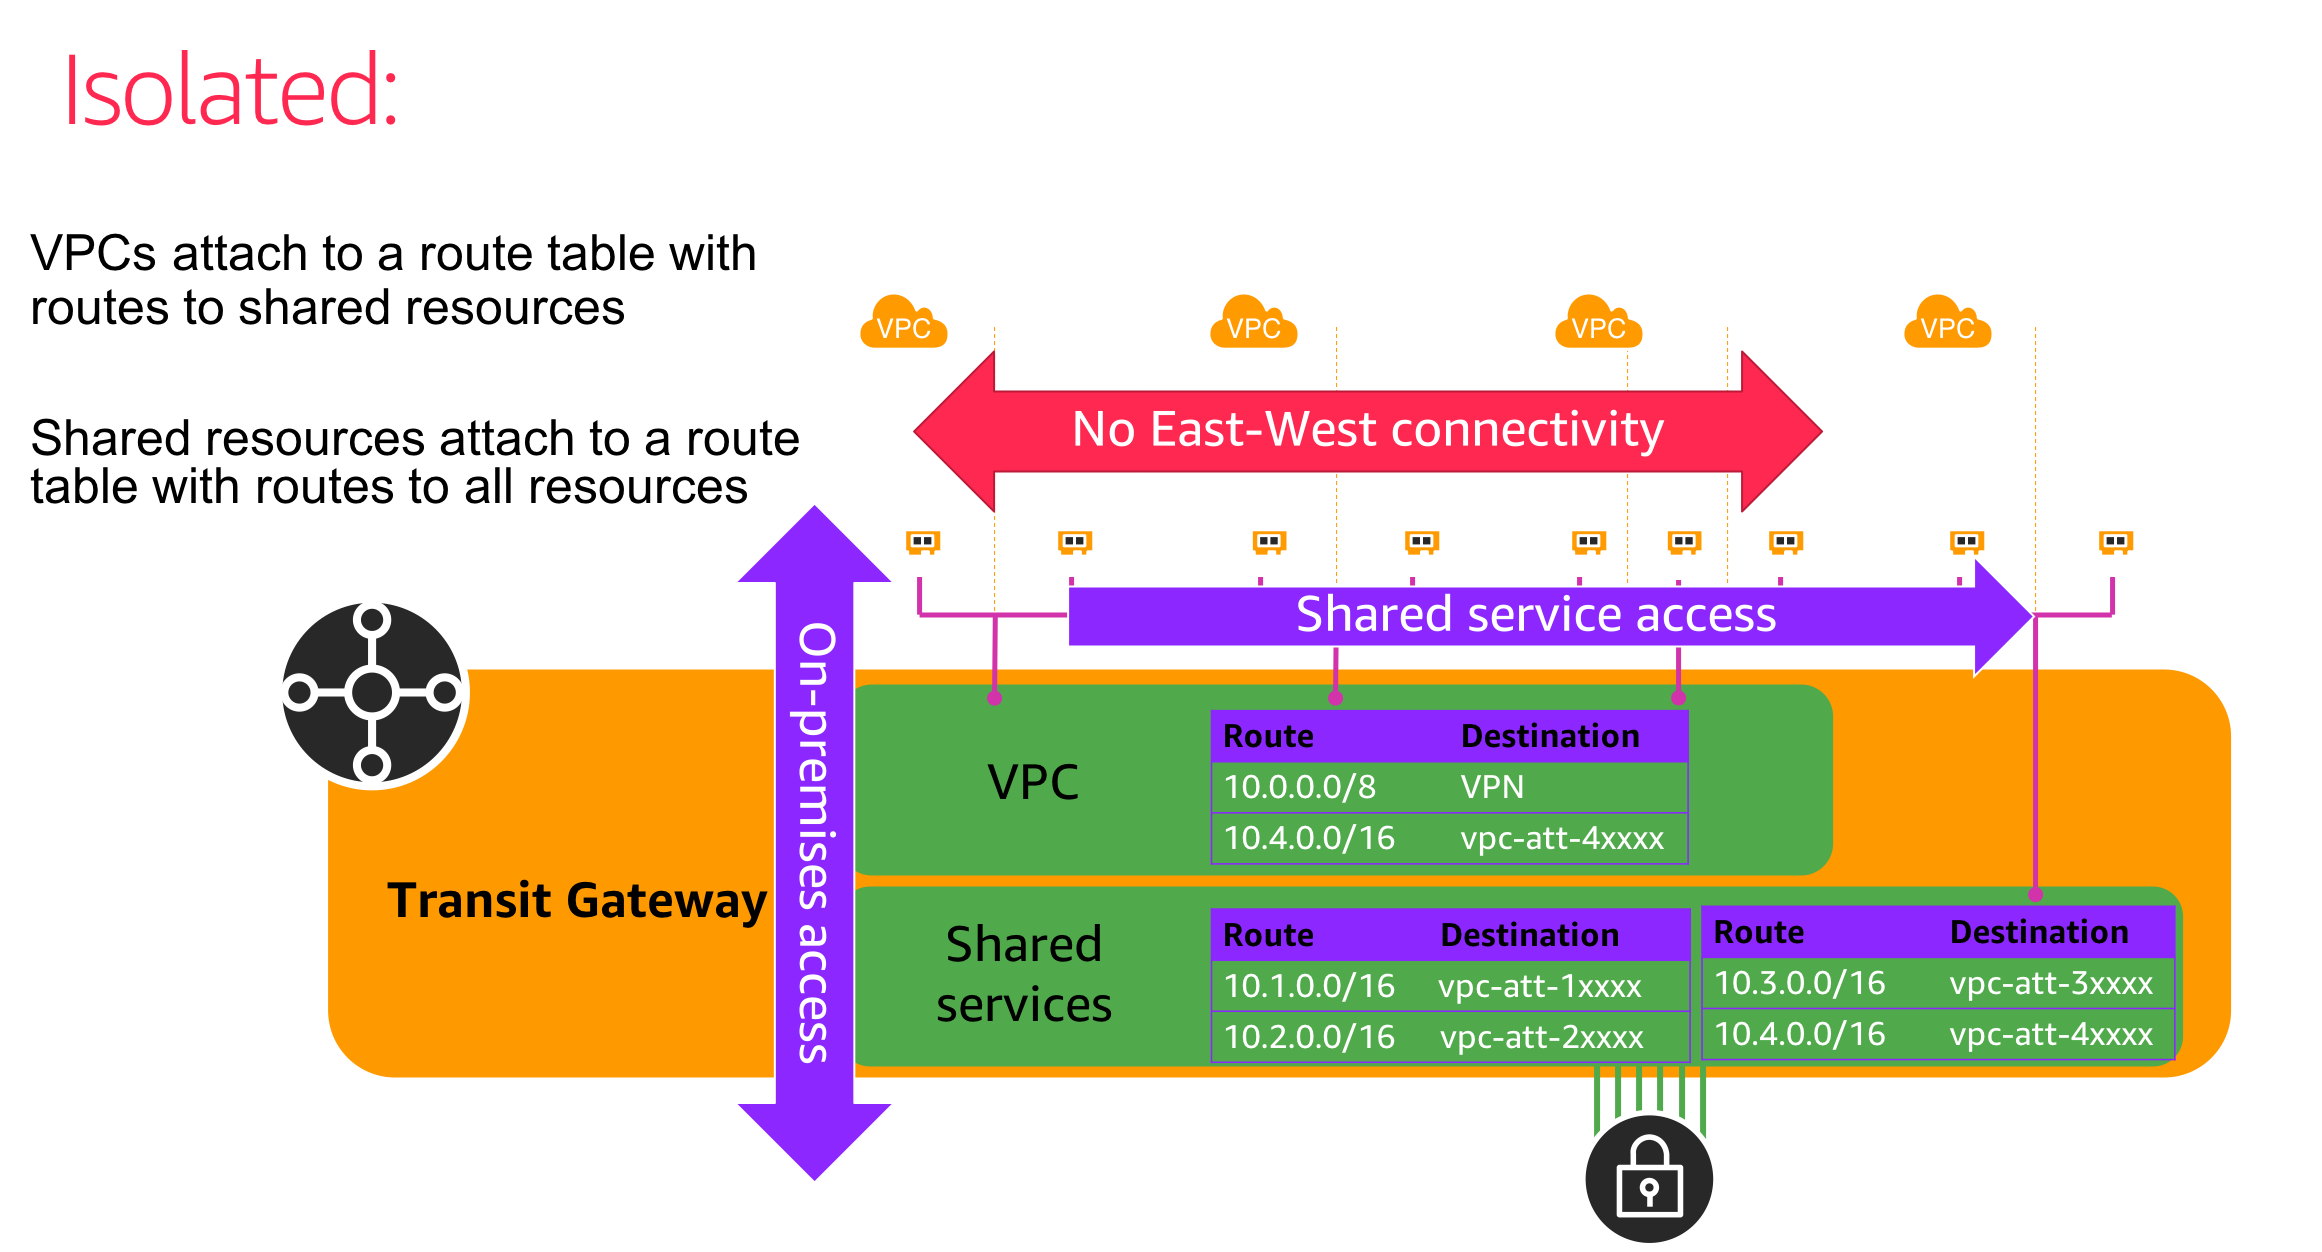 Isolated:
VPCs attach to a route table with
routes to shared resources
Shared resources attach to a route
table with routes to all resources
VPC
VPC
VPC
VPC
No East-West connectivity
Shared service access
On-premises access
Transit Gateway
VPC
Route Destination
10.0.0.0/8 VPN
10.4.0.0/16 vpc-att-4xxxx
Shared
services
Route Destination
10.1.0.0/16 vpc-att-1xxxx
10.2.0.0/16 vpc-att-2xxxx
Route Destination
10.3.0.0/16 vpc-att-3xxxx
10.4.0.0/16 vpc-att-4xxxx